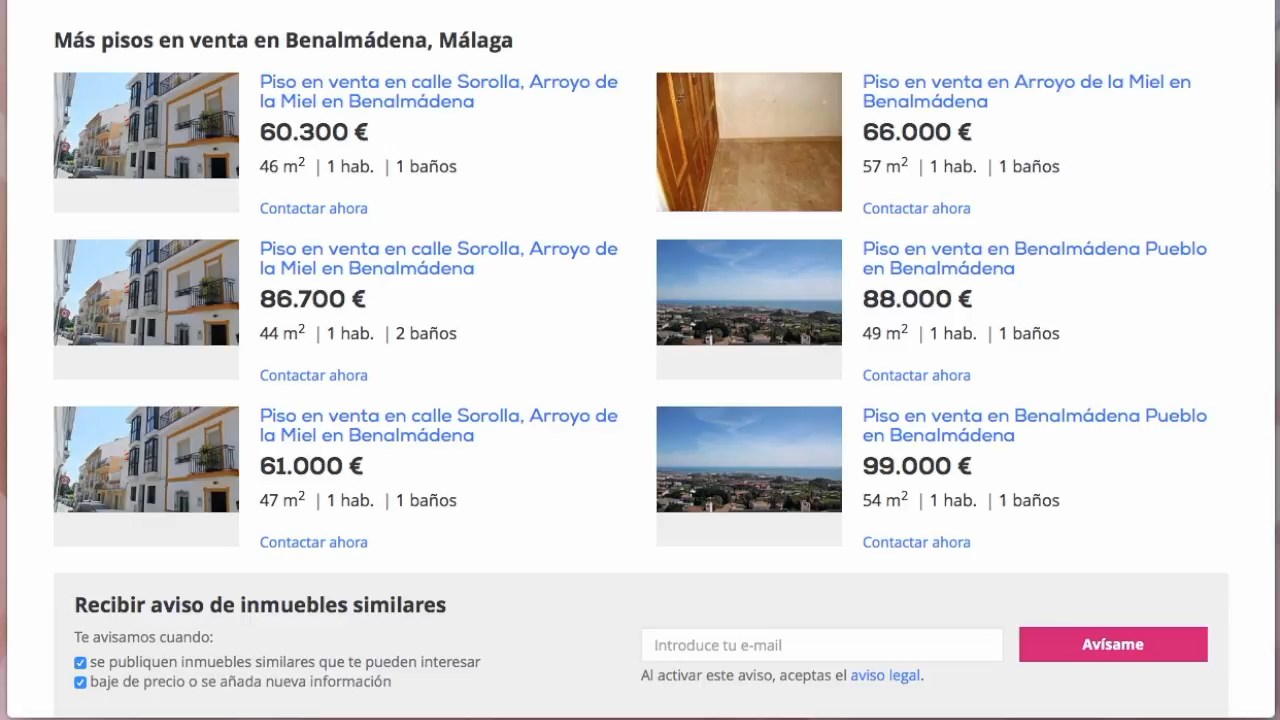 Más pisos en venta en Benalmádena, Málaga
Piso en venta en calle Sorolla, Arroyo de
la Miel en Benalmádena
60.300 €
46 m² | 1 hab. | 1 baños
Contactar ahora
Piso en venta en Arroyo de la Miel en
Benalmádena
66.000 €
57 m² | 1 hab. | 1 baños
Contactar ahora
Piso en venta en calle Sorolla, Arroyo de
la Miel en Benalmádena
86.700 €
44 m² | 1 hab. | 2 baños
Contactar ahora
Piso en venta en Benalmádena Pueblo
en Benalmádena
88.000 €
49 m² | 1 hab. | 1 baños
Contactar ahora
Piso en venta en calle Sorolla, Arroyo de
la Miel en Benalmádena
61.000 €
47 m² | 1 hab. | 1 baños
Contactar ahora
Piso en venta en Benalmádena Pueblo
en Benalmádena
99.000 €
54 m² | 1 hab. | 1 baños
Contactar ahora
Recibir aviso de inmuebles similares
Te avisamos cuando:
se publiquen inmuebles similares que te pueden interesar
baje de precio o se añada nueva información
Introduce tu e-mail
Avísame
Al activar este aviso, aceptas el aviso legal.